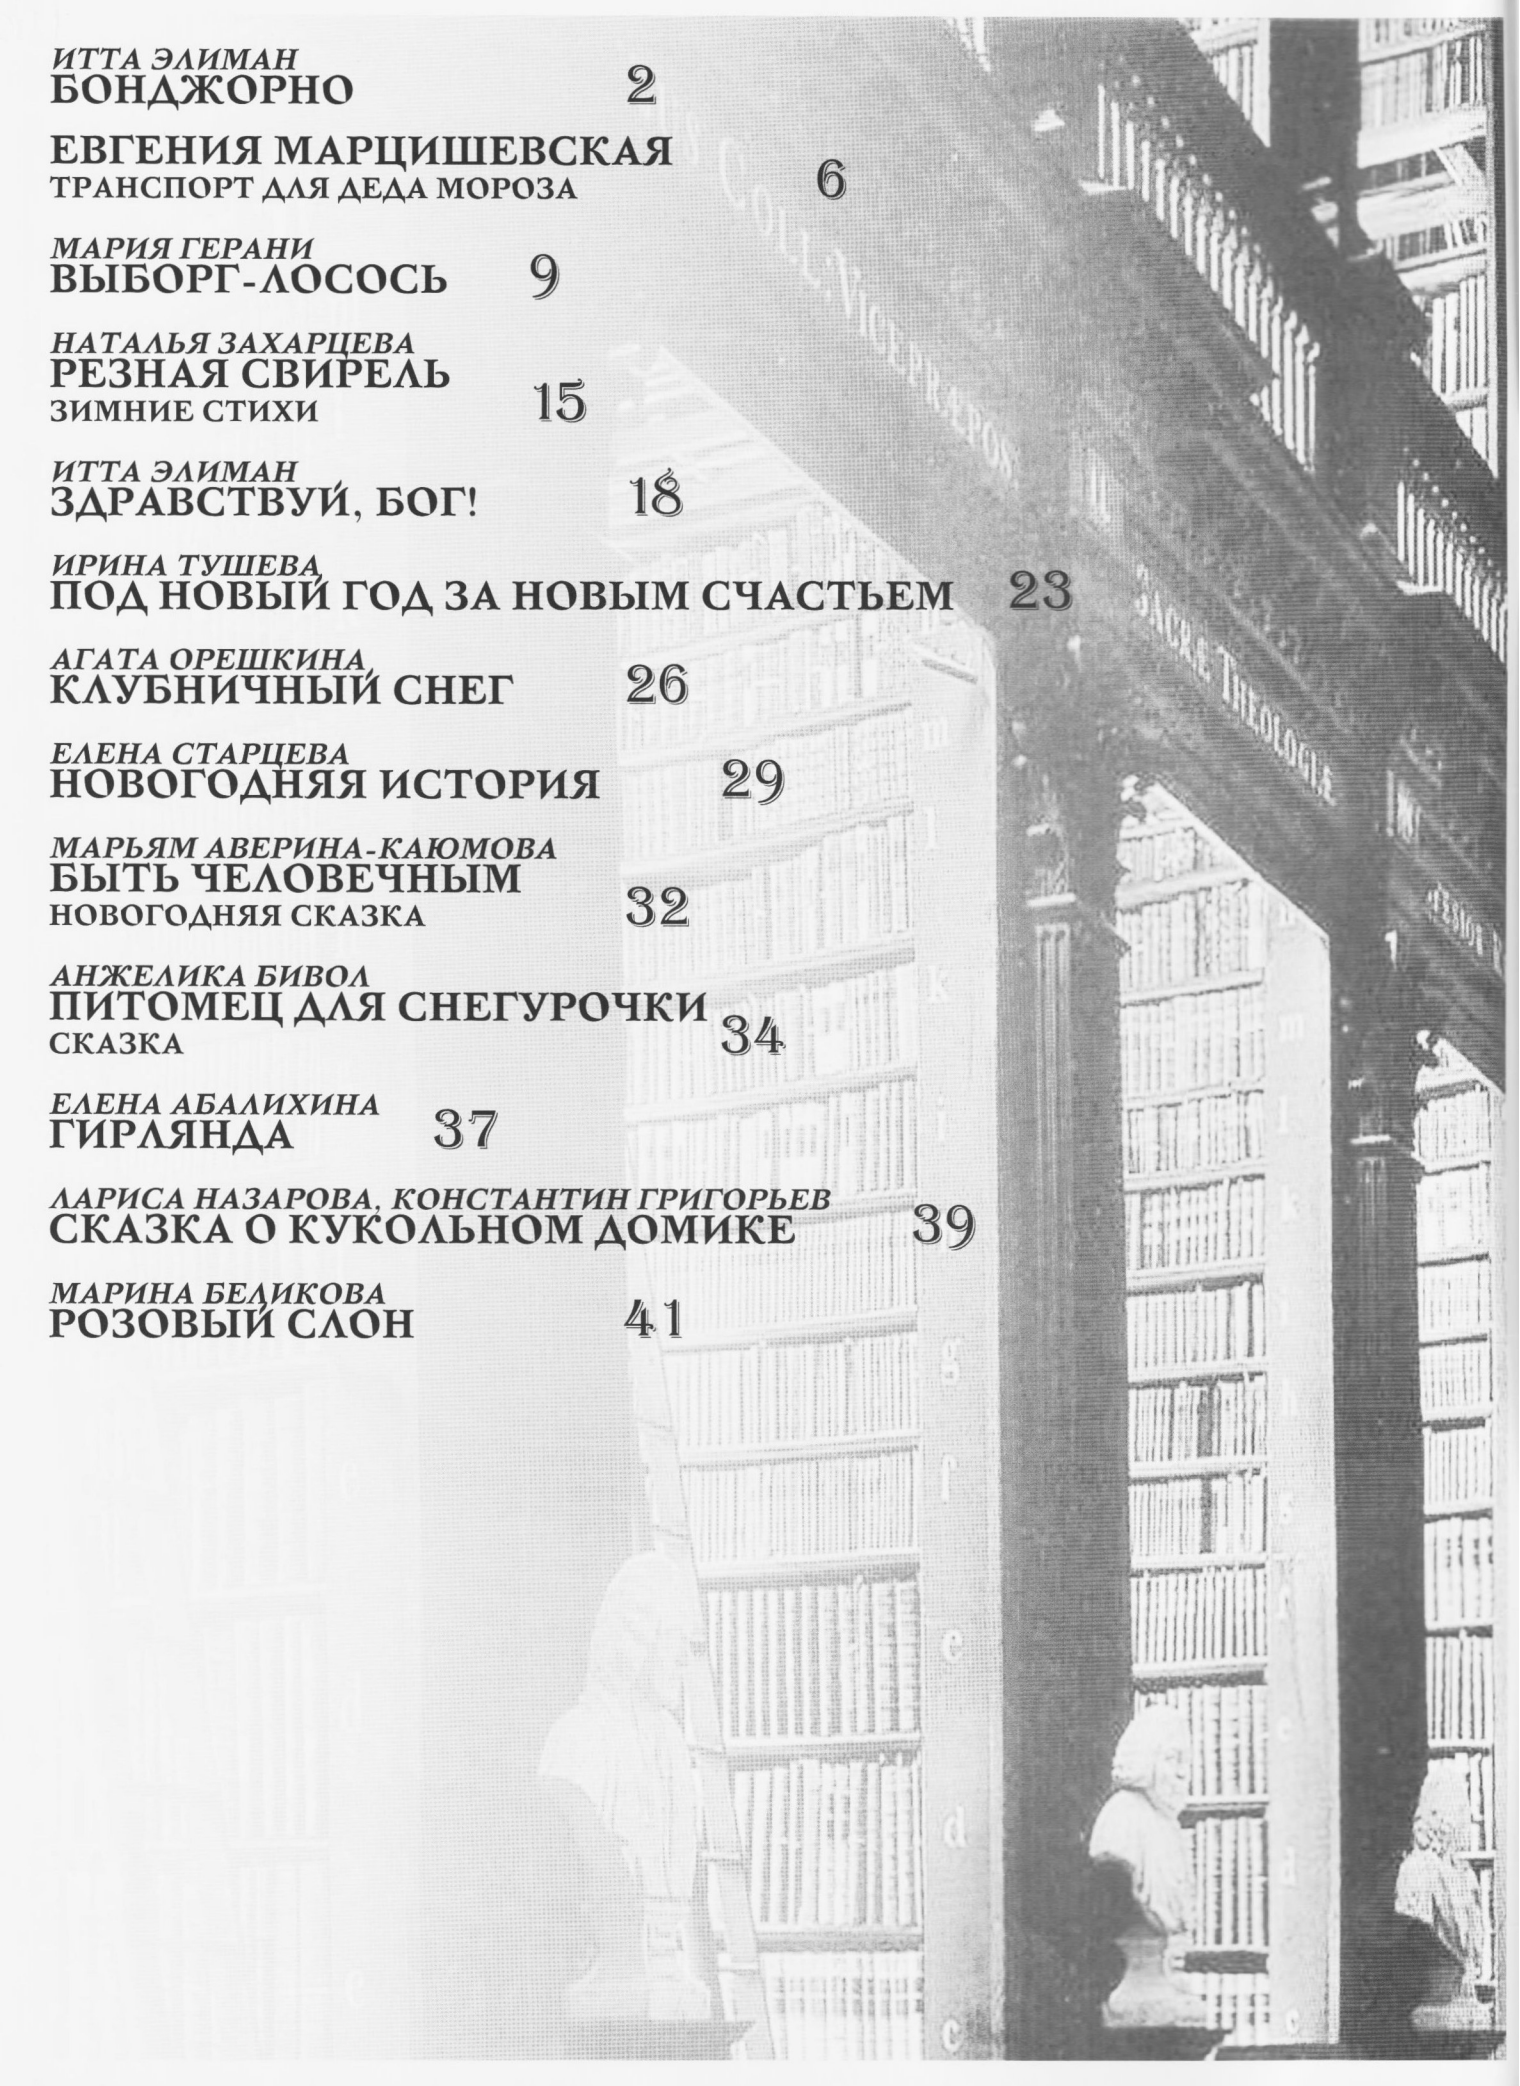 ИТТА ЭЛИМАН
БОНДЖОРНО 2
ЕВГЕНИЯ МАРЦИШЕВСКАЯ
ТРАНСПОРТ ДЛЯ ДЕДА МОРОЗА 6
МАРИЯ ГЕРАНИ
ВЫБОРГ-ЛОСОСЬ 9
НАТАЛЬЯ ЗАХАРЦЕВА
РЕЗНАЯ СВИРЕЛЬ
ЗИМНИЕ СТИХИ 15
ИТТА ЭЛИМАН
ЗДРАВСТВУЙ, БОГ! 18
ИРИНА ТУШЕВА
ПОД НОВЫЙ ГОД ЗА НОВЫМ СЧАСТЬЕМ 23
АГАТА ОРЕШКИНА
КЛУБНИЧНЫЙ СНЕГ 26
ЕЛЕНА СТАРЦЕВА
НОВОГОДНЯЯ ИСТОРИЯ 29
МАРЬЯМ АВЕРИНА-КАЮМОВА
БЫТЬ ЧЕЛОВЕЧНЫМ
НОВОГОДНЯЯ СКАЗКА 32
АНЖЕЛИКА БИВОЛ
ПИТОМЕЦ ДЛЯ СНЕГУРОЧКИ
СКАЗКА 34
ЕЛЕНА АБАЛИХИНА
ГИРЛЯНДА 37
ЛАРИСА НАЗАРОВА, КОНСТАНТИН ГРИГОРЬЕВ
СКАЗКА О КУКОЛЬНОМ ДОМИКЕ 39
МАРИНА БЕЛИКОВА
РОЗОВЫЙ СЛОН 41
COLL. VICEPRÆPOS
SACRÆ THEOLOGIÆ
m
l
k
i
g
f
e
d
c